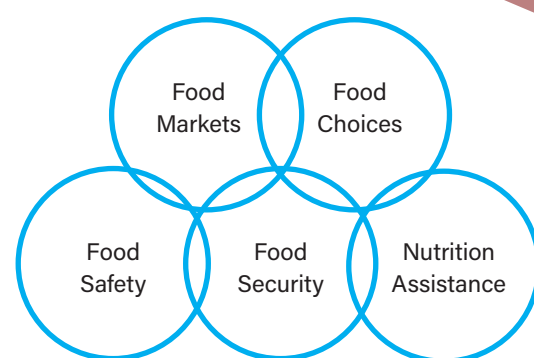 Food
Markets
Food
Choices
Food
Safety
Food
Security
Nutrition
Assistance